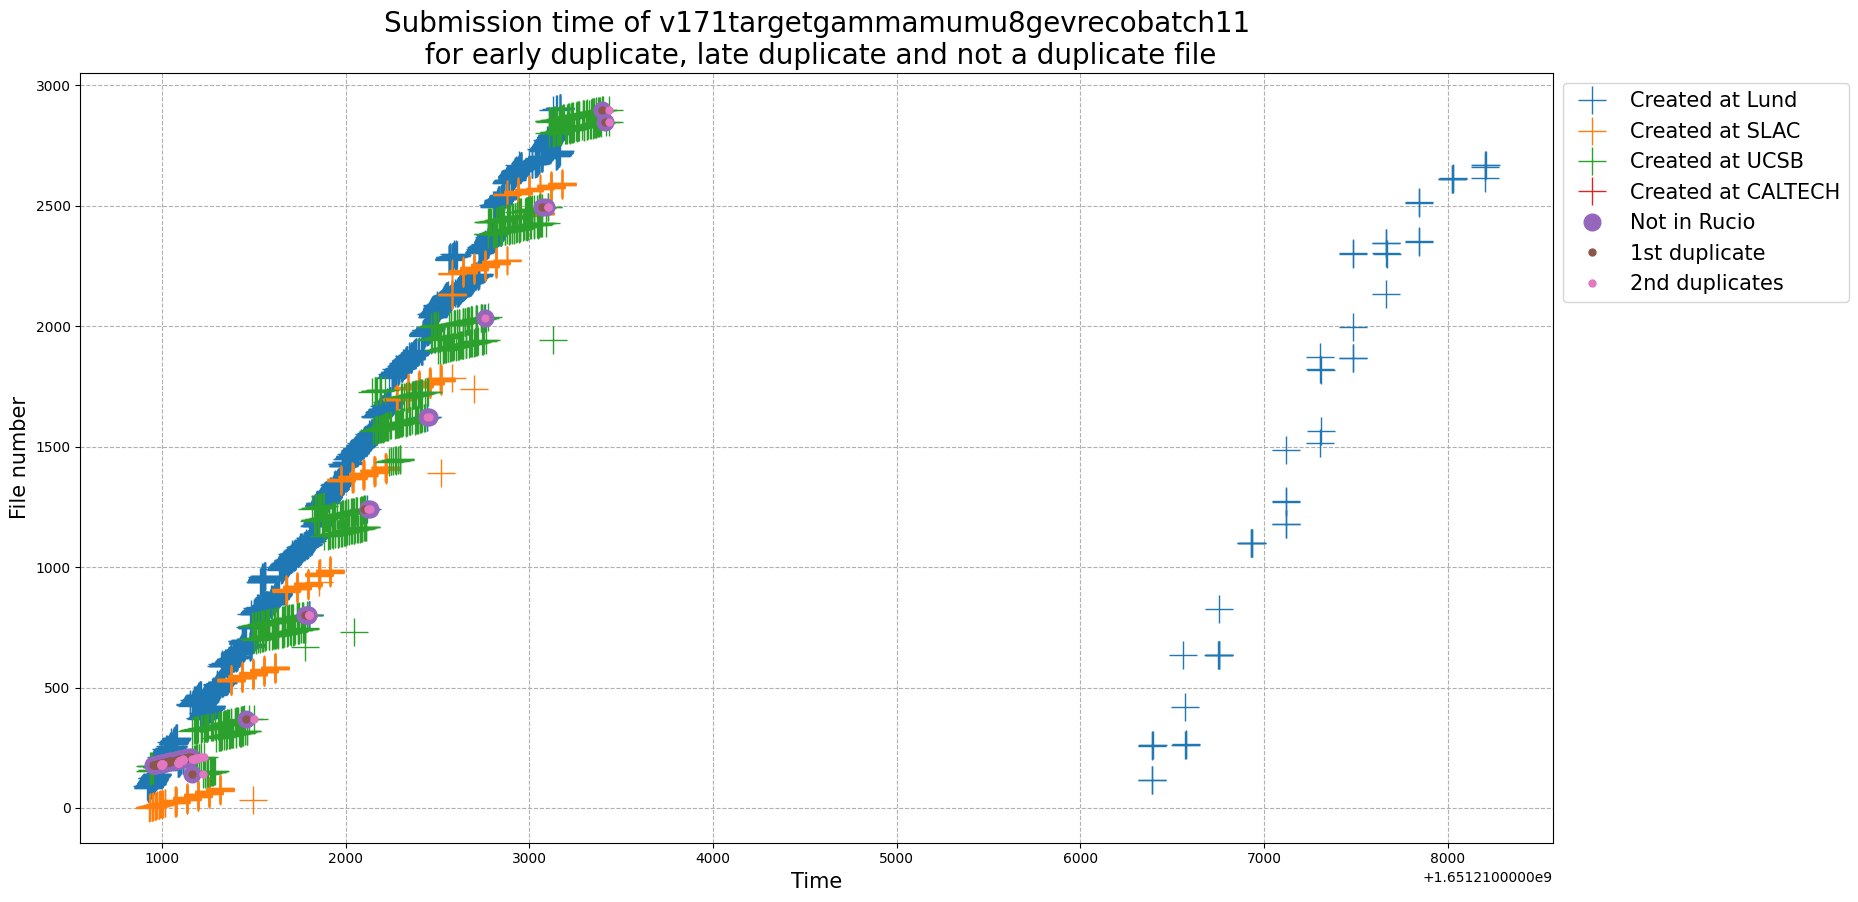 Submission time of v171targetgammamumu8gevrecobatch11
for early duplicate, late duplicate and not a duplicate file
3000
2500
2000
1500
1000
500
0
File number
1000
2000
3000
4000
5000
6000
7000
8000
+1.6512100000e9
Time
Created at Lund
Created at SLAC
Created at UCSB
Created at CALTECH
Not in Rucio
1st duplicate
2nd duplicates